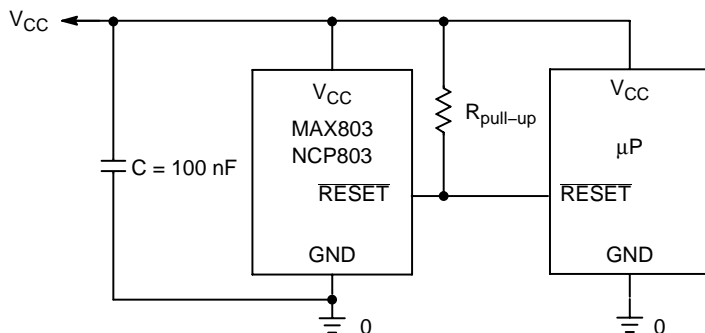 VCC
VCC
MAX803
NCP803
RESET
GND
C = 100 nF
Rpull–up
VCC
μP
RESET
GND
0
0